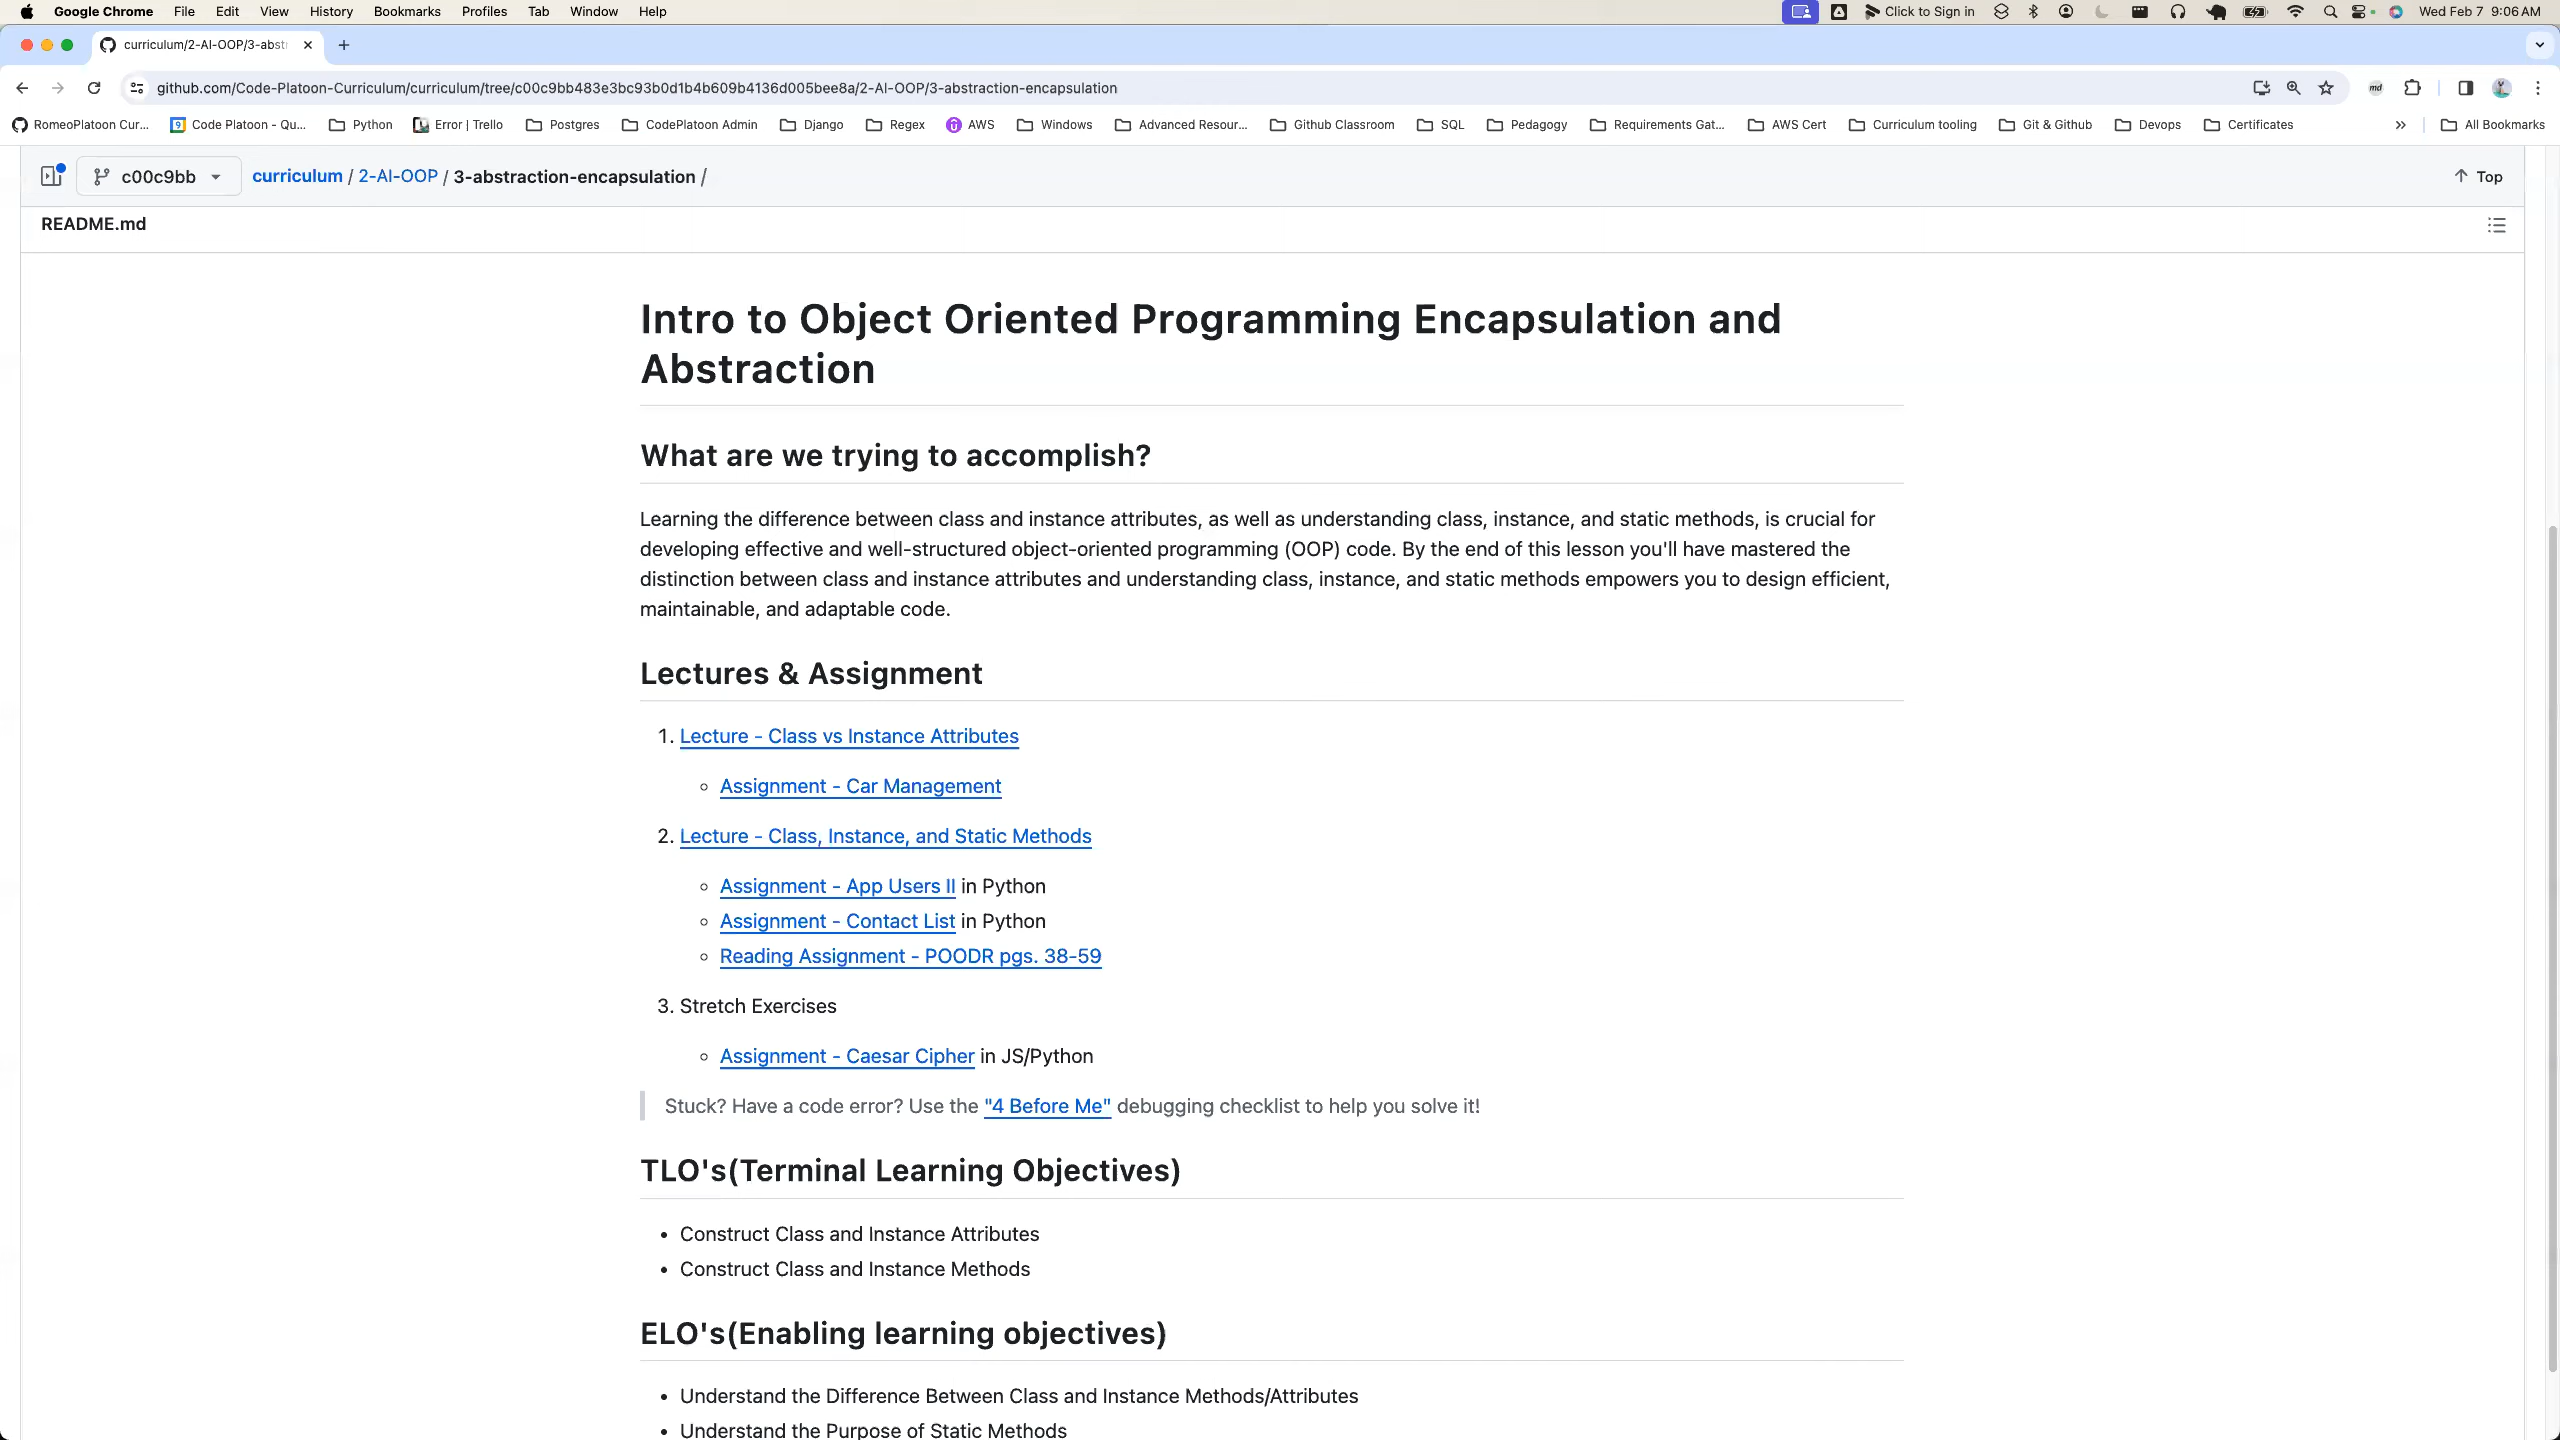 Google Chrome File Edit View History Bookmarks Profiles Tab Window Help Click to Sign in Wed Feb 7 9:06 AM
curriculum/2-AI-OOP/3-abst
github.com/Code-Platoon-Curriculum/curriculum/tree/c00c9bb483e3bc93b0d1b4b609b4136d005bee8a/2-AI-OOP/3-abstraction-encapsulation
RomeoPlatoon Cur... Code Platoon - Qu... Python Error | Trello Postgres CodePlatoon Admin Django Regex AWS Windows Advanced Resour... Github Classroom SQL Pedagogy Requirements Gat... AWS Cert Curriculum tooling Git & Github Devops Certificates » All Bookmarks
c00c9bb curriculum / 2-AI-OOP / 3-abstraction-encapsulation / Top
README.md
Intro to Object Oriented Programming Encapsulation and
Abstraction
What are we trying to accomplish?
Learning the difference between class and instance attributes, as well as understanding class, instance, and static methods, is crucial for
developing effective and well-structured object-oriented programming (OOP) code. By the end of this lesson you'll have mastered the
distinction between class and instance attributes and understanding class, instance, and static methods empowers you to design efficient,
maintainable, and adaptable code.
Lectures & Assignment
1. Lecture - Class vs Instance Attributes
Assignment - Car Management
2. Lecture - Class, Instance, and Static Methods
Assignment - App Users II in Python
Assignment - Contact List in Python
Reading Assignment - POODR pgs. 38-59
3. Stretch Exercises
Assignment - Caesar Cipher in JS/Python
Stuck? Have a code error? Use the "4 Before Me" debugging checklist to help you solve it!
TLO's(Terminal Learning Objectives)
• Construct Class and Instance Attributes
• Construct Class and Instance Methods
ELO's(Enabling learning objectives)
• Understand the Difference Between Class and Instance Methods/Attributes
• Understand the Purpose of Static Methods